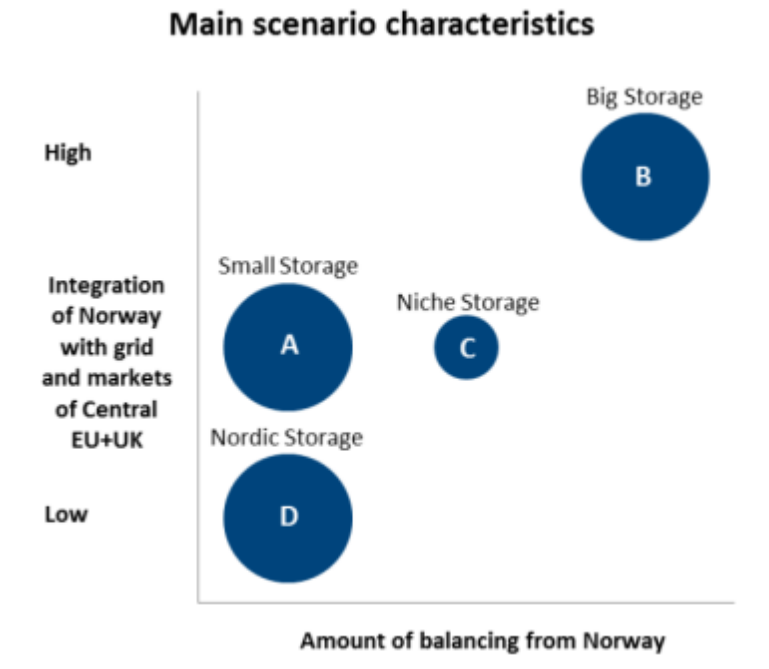 Main scenario characteristics
Big Storage
High
B
Small Storage
Integration
of Norway
with grid
and markets
of Central
EU+UK
Niche Storage
A
C
Nordic Storage
Low
D
Amount of balancing from Norway